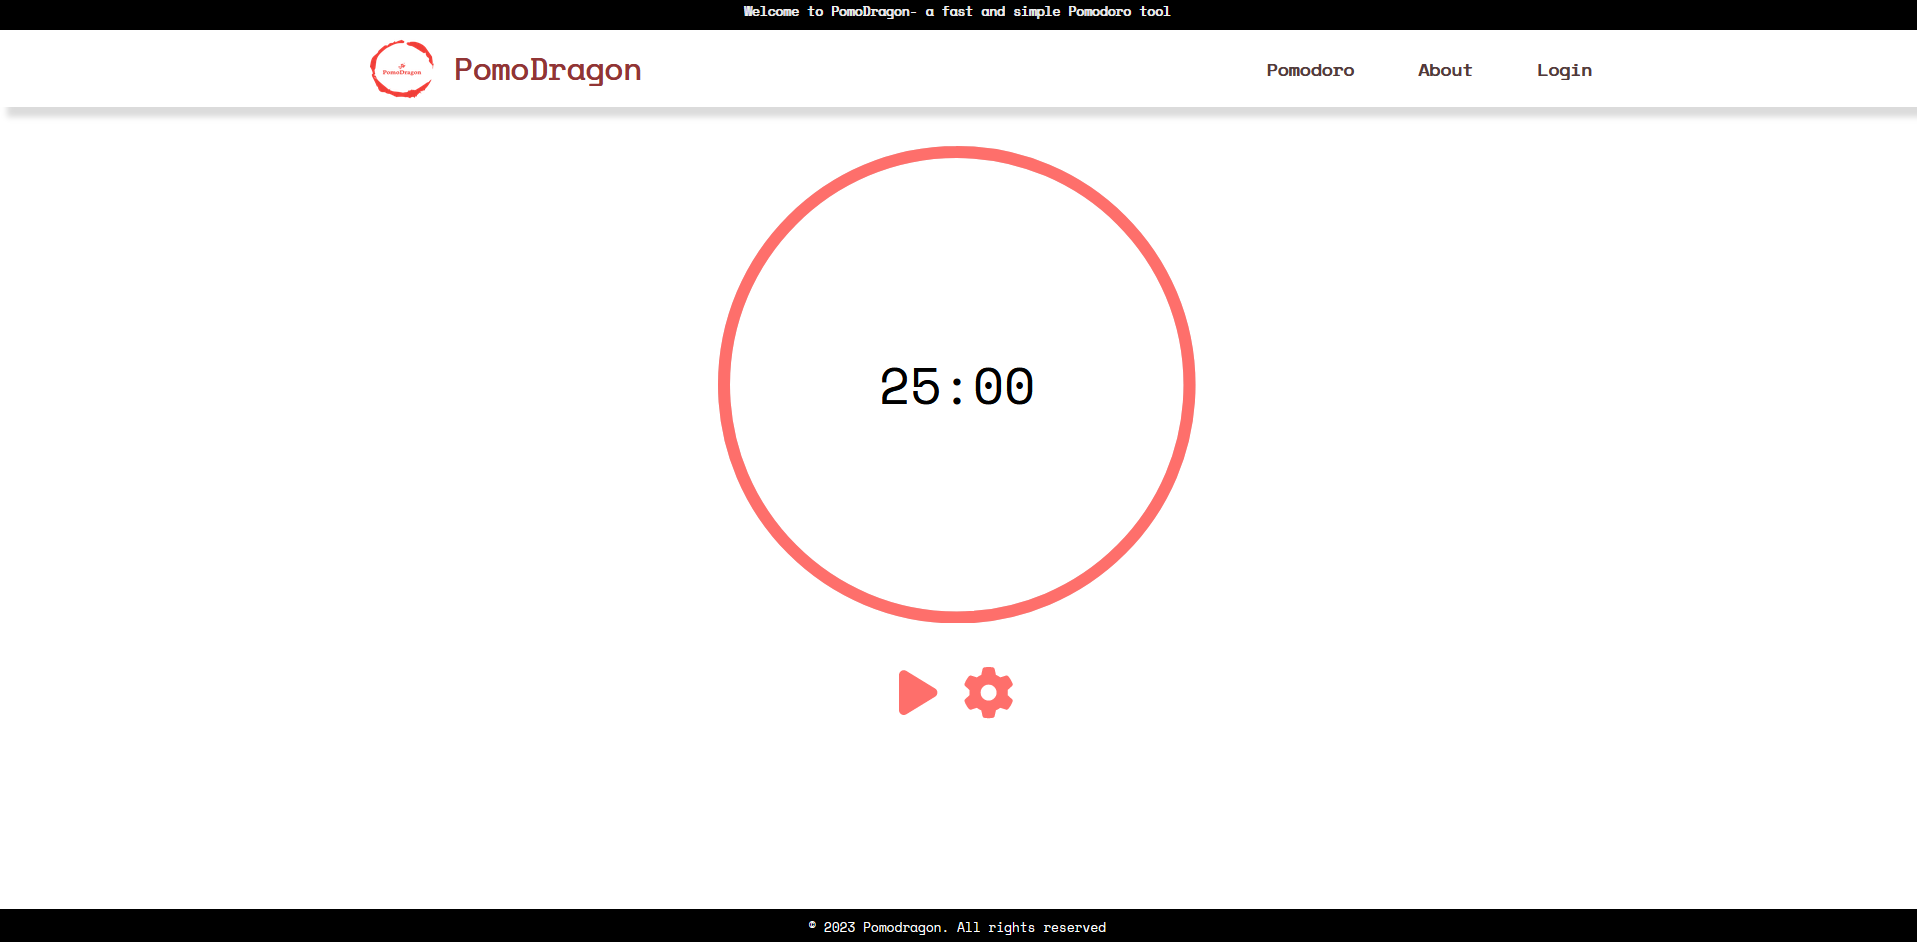 Welcome to PomoDragon- a fast and simple Pomodoro tool
PomoDragon
PomoDragon
Pomodoro
About
Login
25:00
© 2023 Pomodragon. All rights reserved